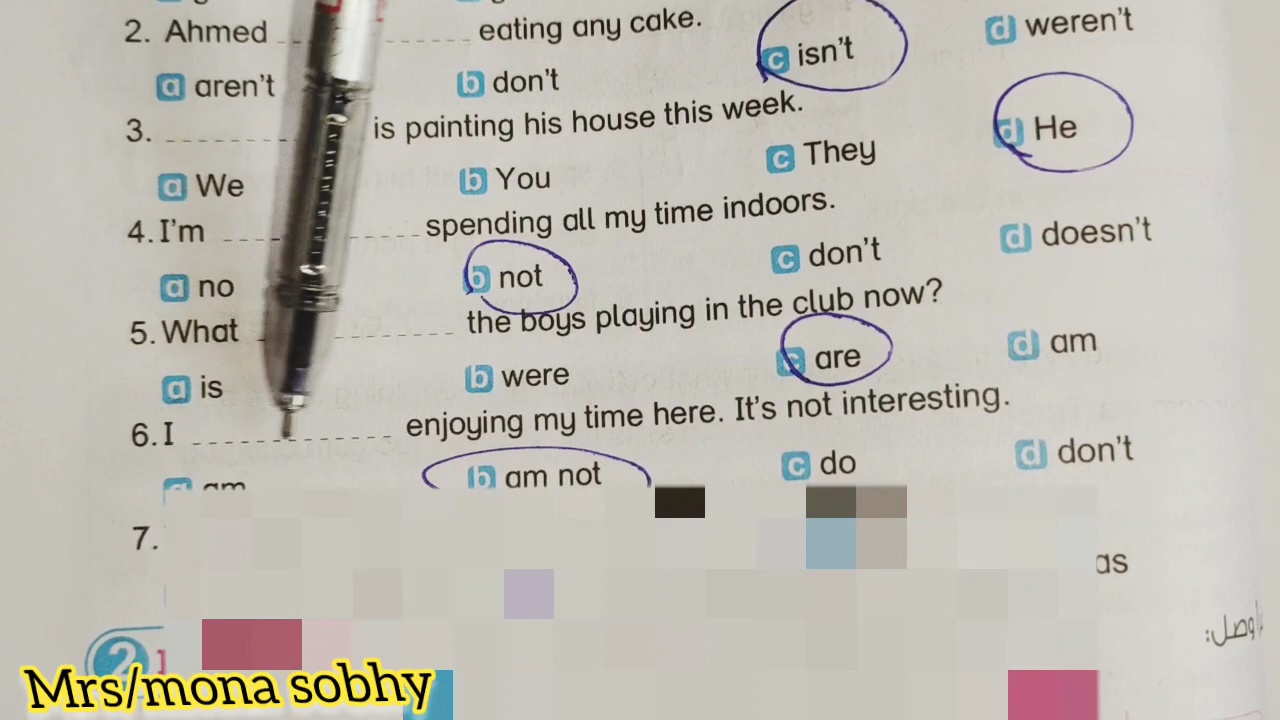 2. Ahmed eating any cake.
a aren't b don't c isn't d weren't
3. is painting his house this week.
a We b You c They d He
4. I'm spending all my time indoors.
a no b not c don't d doesn't
5. What the boys playing in the club now?
a is b were c are d am
6. I enjoying my time here. It's not interesting.
am b am not c do d don't
7.
as
2
Mrs/mona sobhy